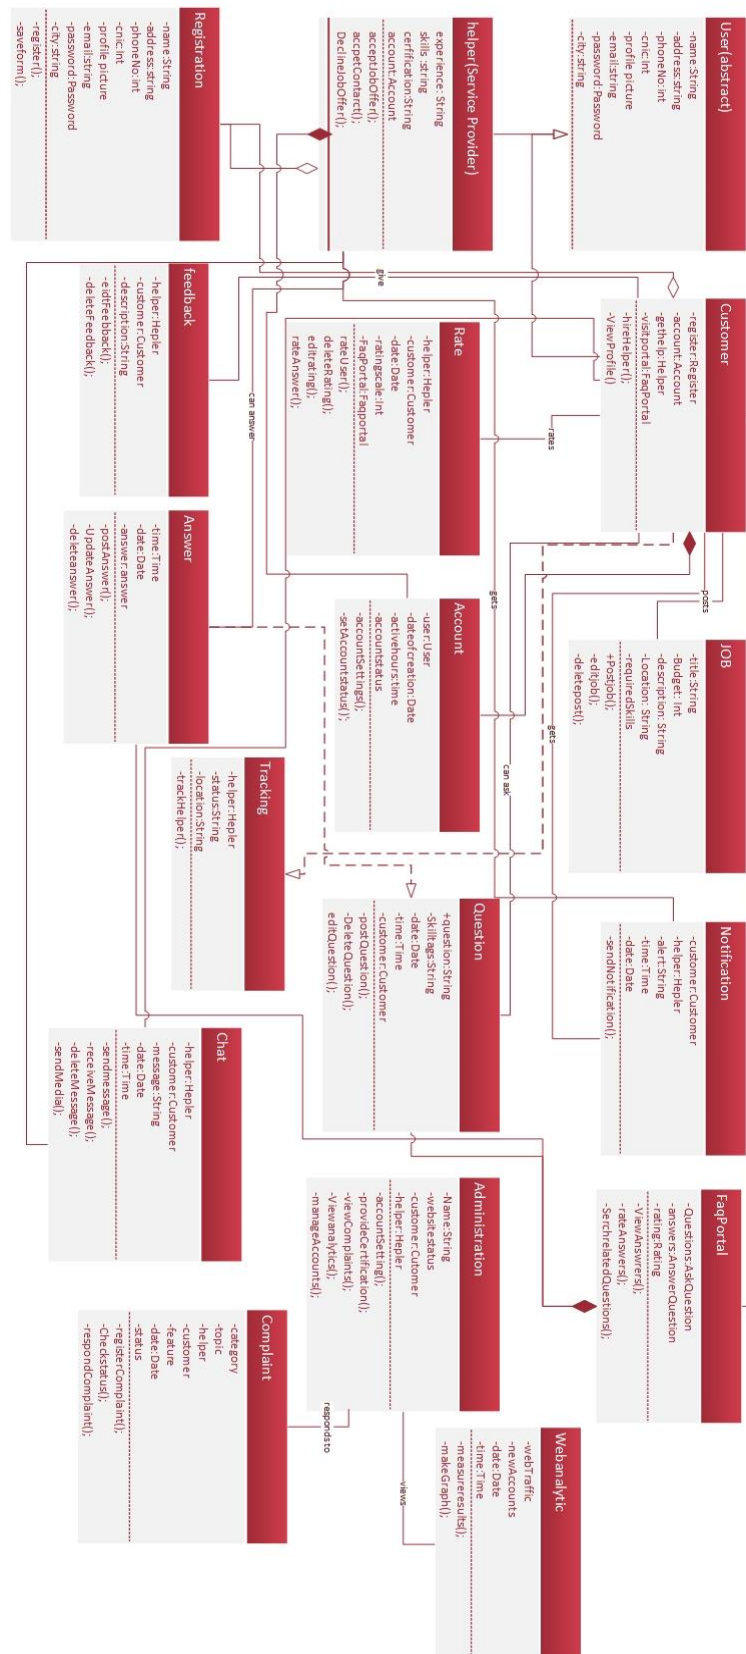 User(abstract)
-name:String
-address:string
-phoneNo:int
-cnic:Int
-profile picture
-email:string
-password:Password
-city:string
helper(Service Provider)
experience: String
skills :string
certffication:String
account:Account
acceptJobOffer();
accpetContarct();
DeclineJobOffer();
Registration
-name:String
-address:string
-phoneNo:int
-cnic:Int
-profile picture
-email:string
-password:Password
-city:string
-register();
-saveform();
Customer
-register:Register
-account:Account
-gethelp:Helper
-visitportal:FaqPortal
-hireHelper();
-ViewProfile()
Rate
-helper:Hepler
-customer:Customer
-date:Date
-ratingscale:Int
-FaqPortal:Faqportal
rateUser();
deleteRating();
editrating();
rateAnswer();
feedback
-helper:Hepler
-customer:Customer
-description:String
-eidtFeebback();
-deleteFeedback();
give
rates
can answer
JOB
-title:String
-Budget: Int
-description: String
-Location: String
-requiredSkills
+Postjob();
-editjob();
-deletepost();
posts
gets
gets
can ask
Account
-user:User
-dateofcreation:Date
-activehours:time
-accountstatus
-accountSettings();
-setAccountstatus();
Answer
-time:Time
-date:Date
-answer:answer
-postAnswer();
-UpdateAnswer();
-deleteanswer();
Tracking
-helper:Hepler
-status:String
-location:String
-trackHelper();
Notification
-customer:Customer
-helper:Hepler
-alert:String
-time:Time
-date:Date
-sendNotification();
Question
+question:String
-Skilltags:String
-date:Date
-time:Time
-customer:Customer
-postQuestion();
-DeleteQuestion();
editQuestion();
Chat
-helper:Hepler
-customer:Customer
-message:String
-date:Date
-time:Time
-sendmessage();
-receiveMessage();
-deleteMessage();
-sendMedia();
FaqPortal
-Questions:AskQuestion
-answers:AnswerQuestion
-rating:Rating
-ViewAnswrers();
-rateAnswers();
-SerchrelatedQuestions();
Administration
-Name:String
-websitestatus
-customer:Cutomer
-helper:Hepler
-accountSetting();
-provideCertification();
-viewComplaints();
-Viewanalytics();
-manageAccounts();
Complaint
-category
-topic
-helper
-customer
-feature
-date:Date
-status
-registerComplaint();
-Checkstatus();
-respondComplaint();
respondsto
views
Webanalytic
-webTraffic
-newAccounts
-date:Date
-time:Time
-measureresults();
-makeGraph();